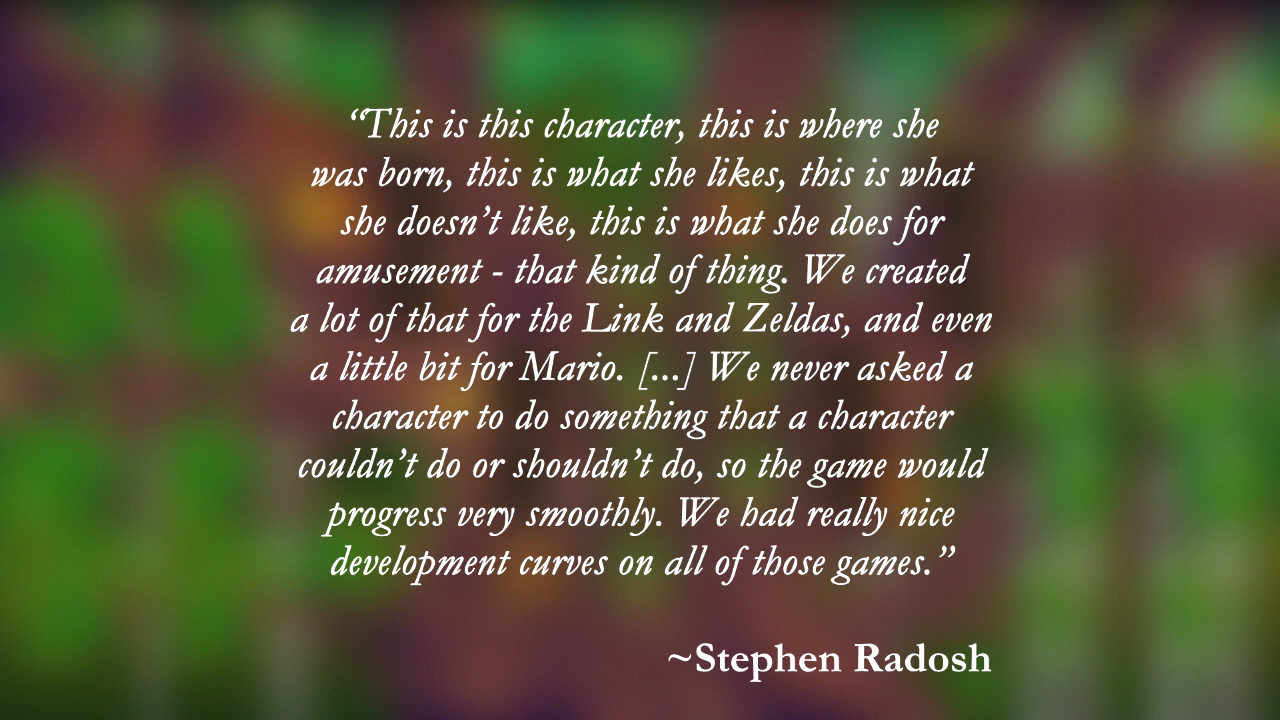 “This is this character, this is where she
was born, this is what she likes, this is what
she doesn’t like, this is what she does for
amusement - that kind of thing. We created
a lot of that for the Link and Zeldas, and even
a little bit for Mario. [...] We never asked a
character to do something that a character
couldn’t do or shouldn’t do, so the game would
progress very smoothly. We had really nice
development curves on all of those games.”
~Stephen Radosh